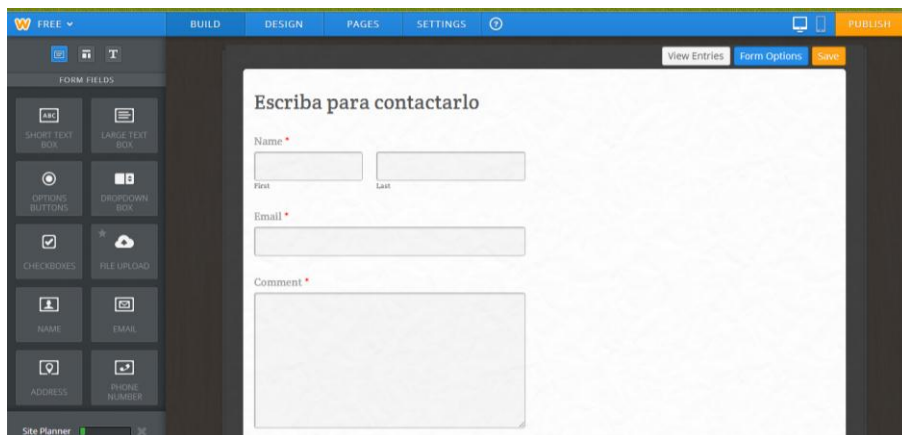 FREE
BUILD DESIGN PAGES SETTINGS ?
PUBLISH
T
FORM FIELDS
View Entries Form Options Save
ABC
SHORT TEXT BOX
LARGE TEXT BOX
OPTIONS BUTTONS
DROPDOWN BOX
CHECKBOXES
FILE UPLOAD
NAME
EMAIL
ADDRESS
PHONE NUMBER
Site Planner
Escriba para contactarlo
Name *
First Last
Email *
Comment *